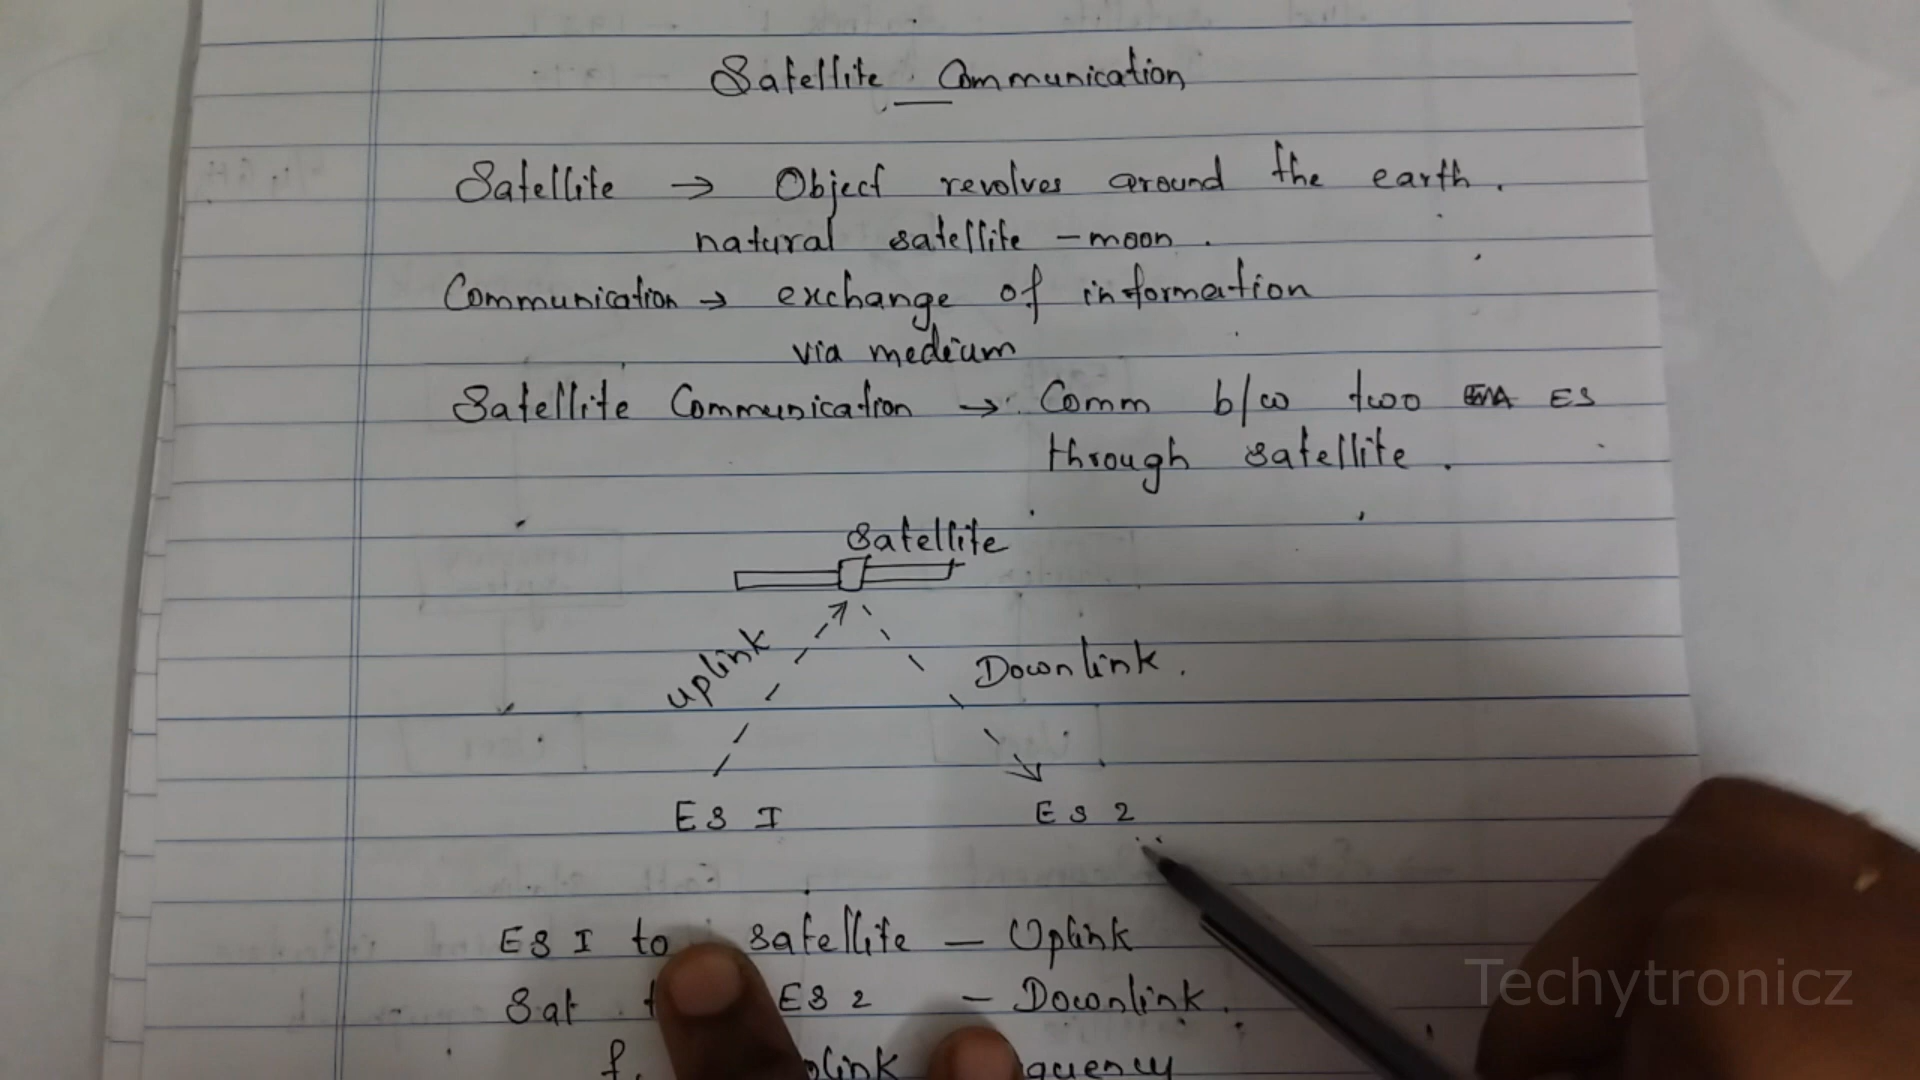 Satellite Communication
Satellite → Object revolves around the earth.
natural satellite - moon.
Communication → exchange of information
via medium
Satellite Communication → Comm b/w two ES
through satellite.
Satellite
uplink
Downlink.
ES I
ES 2
ES I to satellite — Uplink
Sat ES 2 - Downlink.
Techytronicz